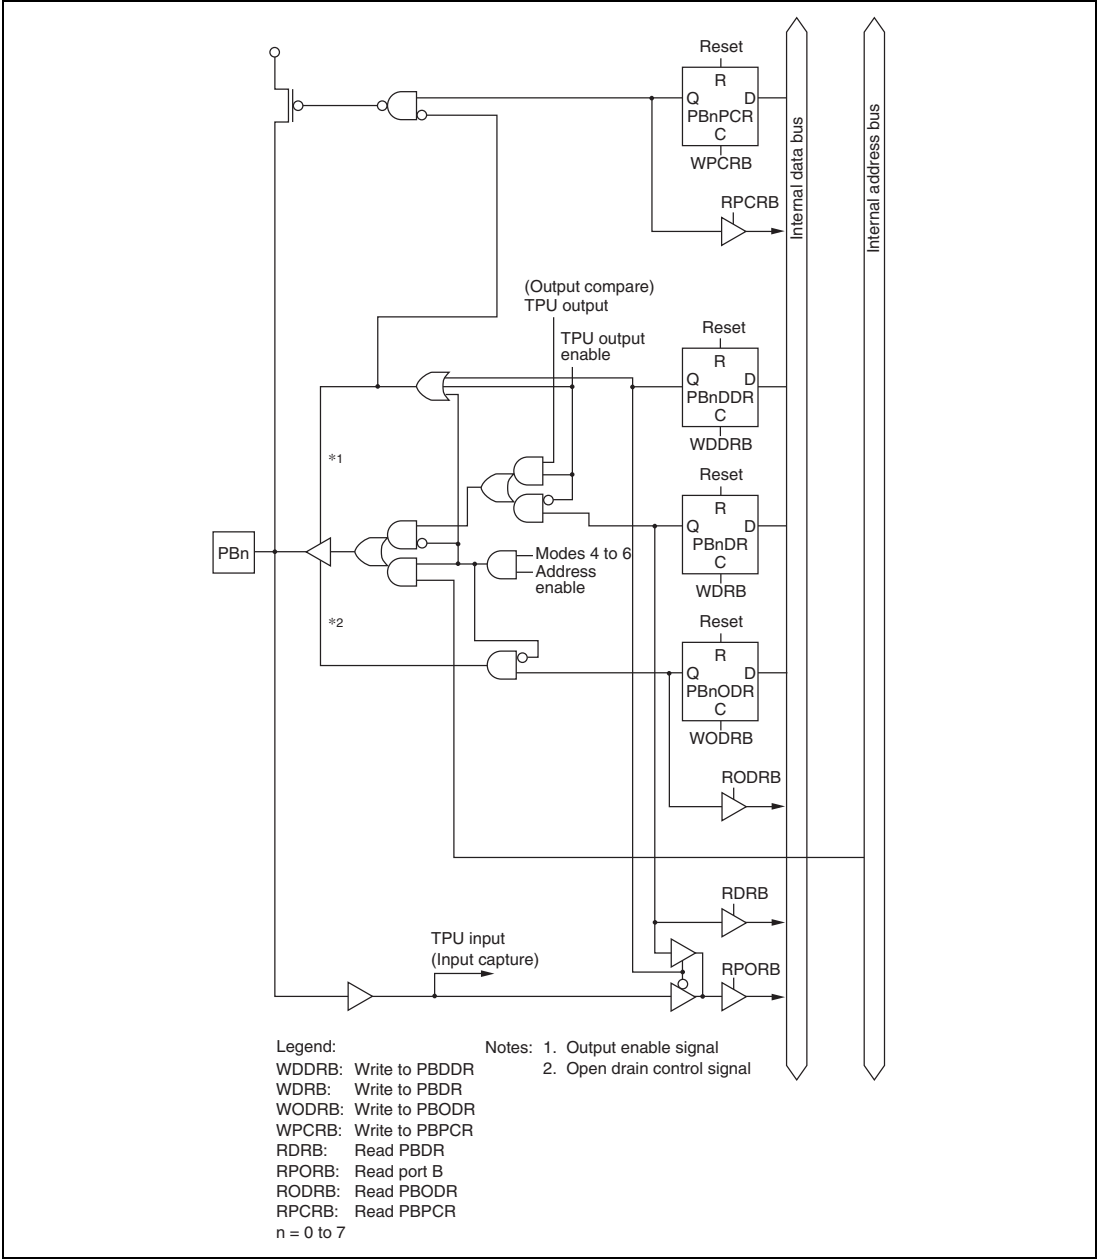 Reset
R
Q D
PBnPCR
C
WPCRB
RPCRB
Internal data bus
Internal address bus
(Output compare)
TPU output
TPU output
enable
Reset
R
Q D
PBnDDR
C
WDDRB
*1
Reset
R
Q D
PBnDR
C
WDRB
PBn
Modes 4 to 6
Address
enable
*2
Reset
R
Q D
PBnODR
C
WODRB
RODRB
RDRB
TPU input
(Input capture)
RPORB
Legend:
WDDRB: Write to PBDDR
WDRB: Write to PBDR
WODRB: Write to PBODR
WPCRB: Write to PBPCR
RDRB: Read PBDR
RPORB: Read port B
RODRB: Read PBODR
RPCRB: Read PBPCR
n = 0 to 7
Notes: 1. Output enable signal
2. Open drain control signal